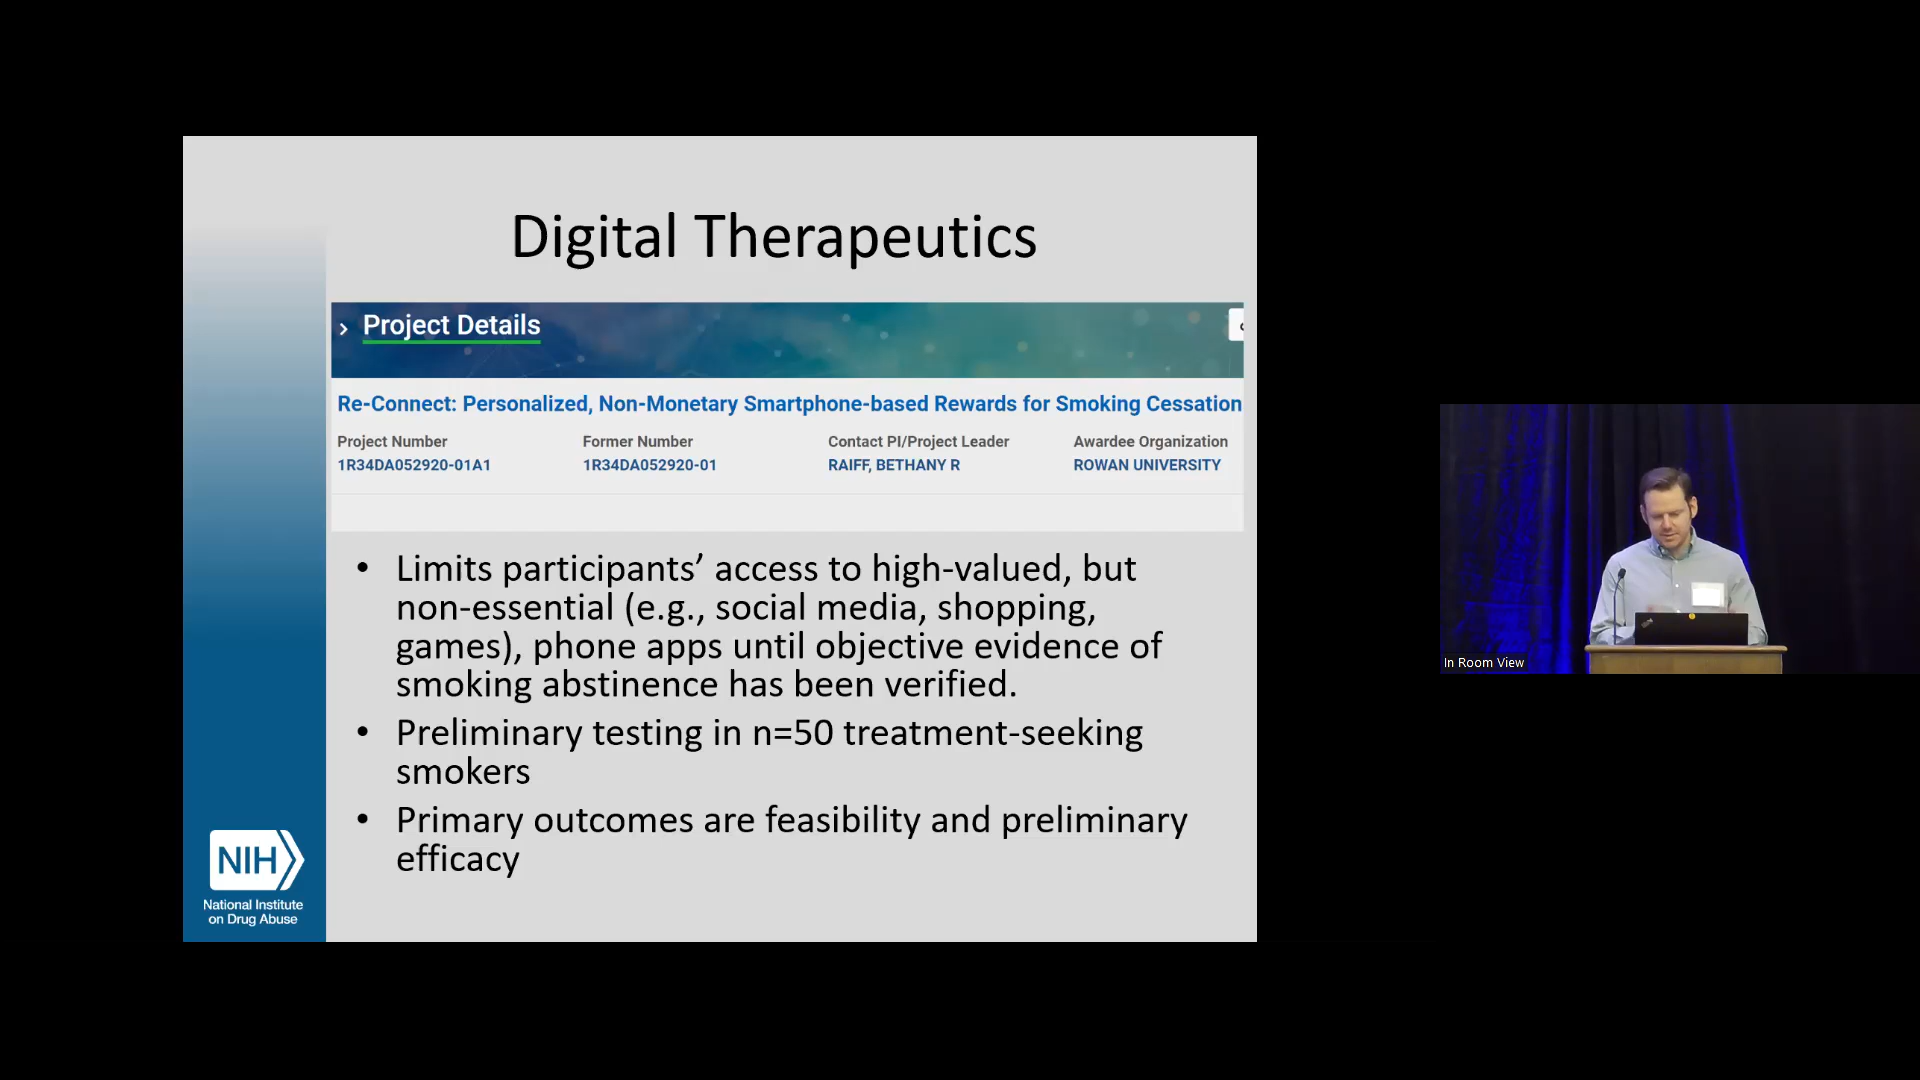 Digital Therapeutics
Project Details
Re-Connect: Personalized, Non-Monetary Smartphone-based Rewards for Smoking Cessation
Project Number
Former Number
Contact PI/Project Leader
Awardee Organization
1R34DA052920-01A1
1R34DA052920-01
RAIFF, BETHANY R
ROWAN UNIVERSITY
• Limits participants’ access to high-valued, but
non-essential (e.g., social media, shopping,
games), phone apps until objective evidence of
smoking abstinence has been verified.
• Preliminary testing in n=50 treatment-seeking
smokers
• Primary outcomes are feasibility and preliminary
efficacy
NIH
National Institute
on Drug Abuse
In Room View